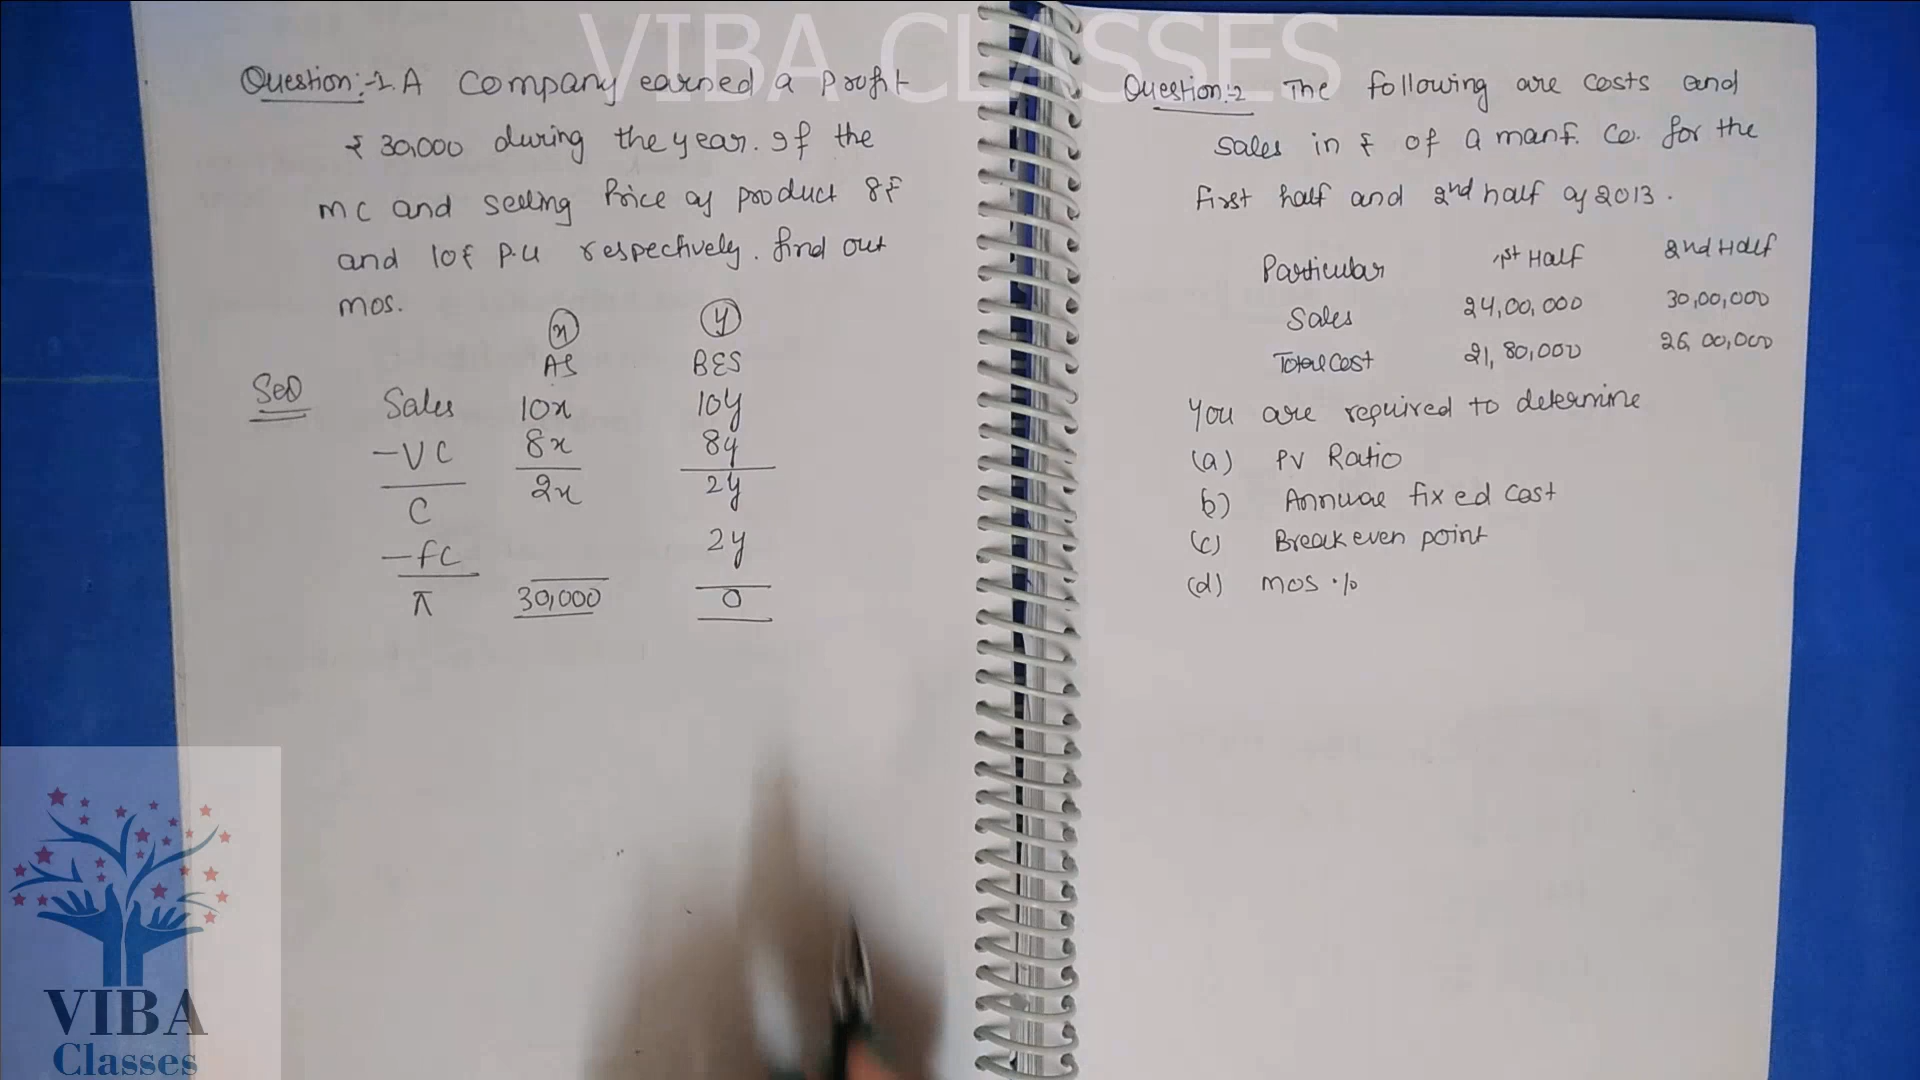 VIBA CLASSES
Question:-1. A Company earned a Profit
₹ 30,000 during the year. If the
MC and selling Price of product 8₹
and 10₹ P.U respectively. find out
MOS.
x y
AS BES
Sol Sales 10x 10y
-VC 8x 8y
C 2x 2y
-FC 2y
π 30,000 0
Question:-2 The following are costs and
sales in ₹ of a manf. Co. for the
first half and 2nd half of 2013.
Particular 1st Half 2nd Half
Sales 24,00,000 30,00,000
Total Cost 21,80,000 26,00,000
You are required to determine
(a) PV Ratio
b) Annual fixed cost
(c) Break even point
(d) MOS %
VIBA
Classes